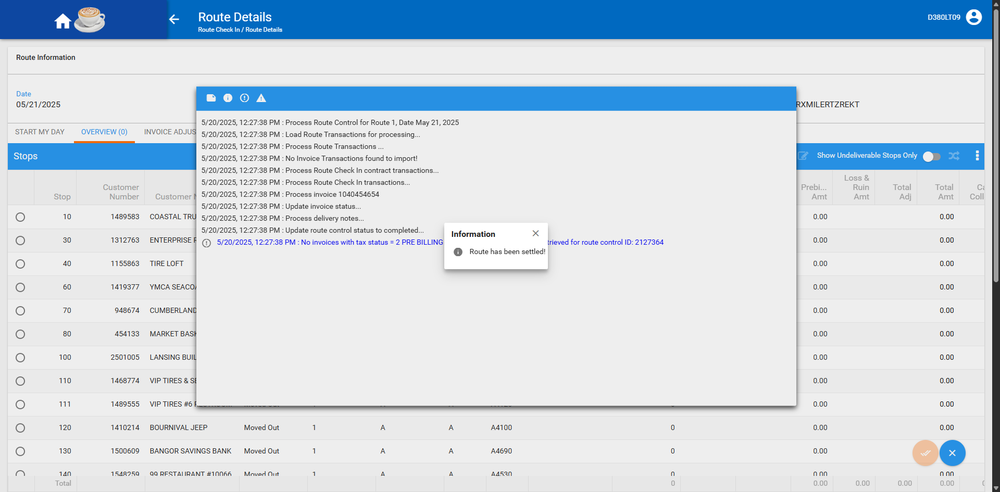 Route Details
Route Check In / Route Details
D380LT09
Route Information
Date
05/21/2025
RXMILERTZREKT
START MY DAY
OVERVIEW (0)
INVOICE ADJUS
Stops
Show Undeliverable Stops Only
5/20/2025, 12:27:38 PM : Process Route Control for Route 1, Date May 21, 2025
5/20/2025, 12:27:38 PM : Load Route Transactions for processing...
5/20/2025, 12:27:38 PM : Process Route Transactions ...
5/20/2025, 12:27:38 PM : No Invoice Transactions found to import!
5/20/2025, 12:27:38 PM : Process Route Check In contract transactions...
5/20/2025, 12:27:38 PM : Process Route Check In transactions...
5/20/2025, 12:27:38 PM : Process invoice 1040454654
5/20/2025, 12:27:38 PM : Update invoice status...
5/20/2025, 12:27:38 PM : Process delivery notes...
5/20/2025, 12:27:38 PM : Update route control status to completed...
5/20/2025, 12:27:38 PM : No invoices with tax status = 2 PRE BILLING trieved for route control ID: 2127364
Information
Route has been settled!
Stop Customer Number Customer N Prebi... Amt Loss & Ruin Amt Total Adj Total Amt Ca Coll
10 1489583 COASTAL TRU 0.00 0.00
30 1312763 ENTERPRISE R 0.00 0.00
40 1155863 TIRE LOFT 0.00 0.00
60 1419377 YMCA SEACOA 0.00 0.00
70 948674 CUMBERLAND 0.00 0.00
80 454133 MARKET BASK 0.00 0.00
100 2501005 LANSING BUIL 0.00 0.00
110 1468774 VIP TIRES & SE 0.00 0.00
111 1489555 VIP TIRES #6 0.00 0.00
120 1410214 BOURNIVAL JEEP Moved Out 1 A A A4100 0 0.00 0.00
130 1500609 BANGOR SAVINGS BANK Moved Out 1 A A A4690 0 0.00
140 1548259 99 RESTAURANT #10066 Moved Out 1 A A A4530 0 0.00 0.00
Total 0 0.00 0.00 0.00 0.00